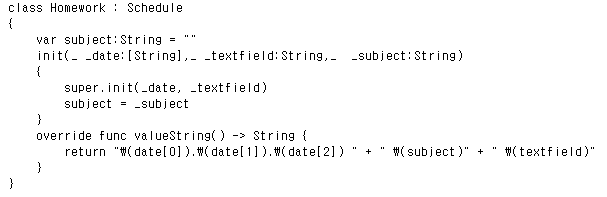 class Homework : Schedule
{
    var subject:String = ""
    init(_ _date:[String],_ _textfield:String,_  _subject:String)
    {
        super.init(_date, _textfield)
        subject = _subject
    }
    override func valueString() -> String {
        return "₩(date[0]).₩(date[1]).₩(date[2]) " + " ₩(subject)" + " ₩(textfield)"
    }
}